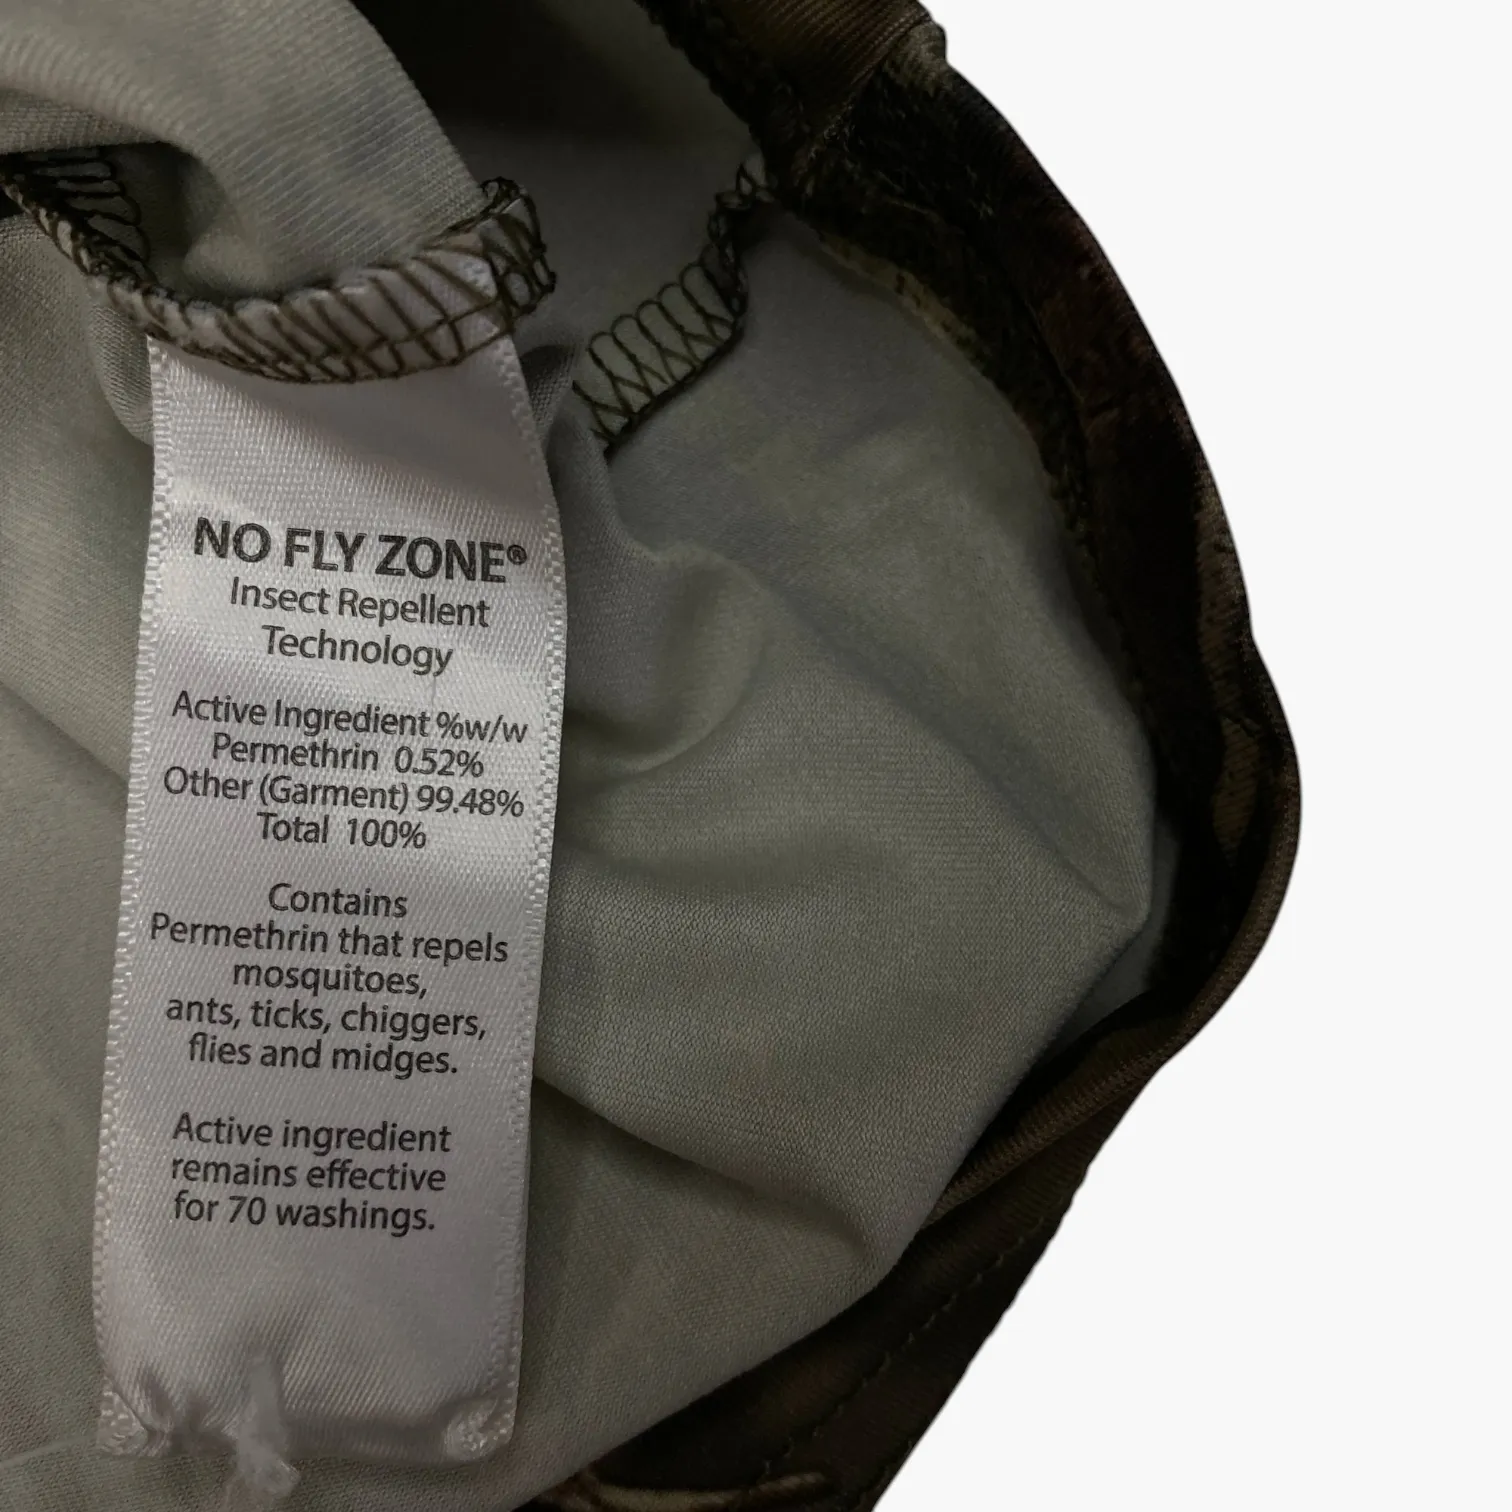 NO FLY ZONE®
Insect Repellent
Technology
Active Ingredient %w/w
Permethrin 0.52%
Other (Garment) 99.48%
Total 100%
Contains
Permethrin that repels
mosquitoes,
ants, ticks, chiggers,
flies and midges.
Active ingredient
remains effective
for 70 washings.